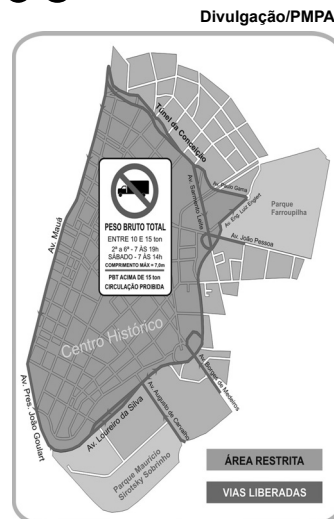 Divulgação/PMPA
Túnel da Conceição
Av. Paulo Gama
Av. Eng. Luiz Englert
Av. Sarmento Leite
Parque
Farroupilha
Av. João Pessoa
Av. Mauá
PESO BRUTO TOTAL
ENTRE 10 E 15 ton
2ª a 6ª - 7 ÀS 19h
SÁBADO - 7 ÀS 14h
COMPRIMENTO MÁX = 7,0m
PBT ACIMA DE 15 ton
CIRCULAÇÃO PROIBIDA
Centro Histórico
Av. Pres. João Goulart
Av. Loureiro da Silva
Av. Augusto de Carvalho
Av. Borges de Medeiros
Parque Maurício
Sirotsky Sobrinho
ÁREA RESTRITA
VIAS LIBERADAS